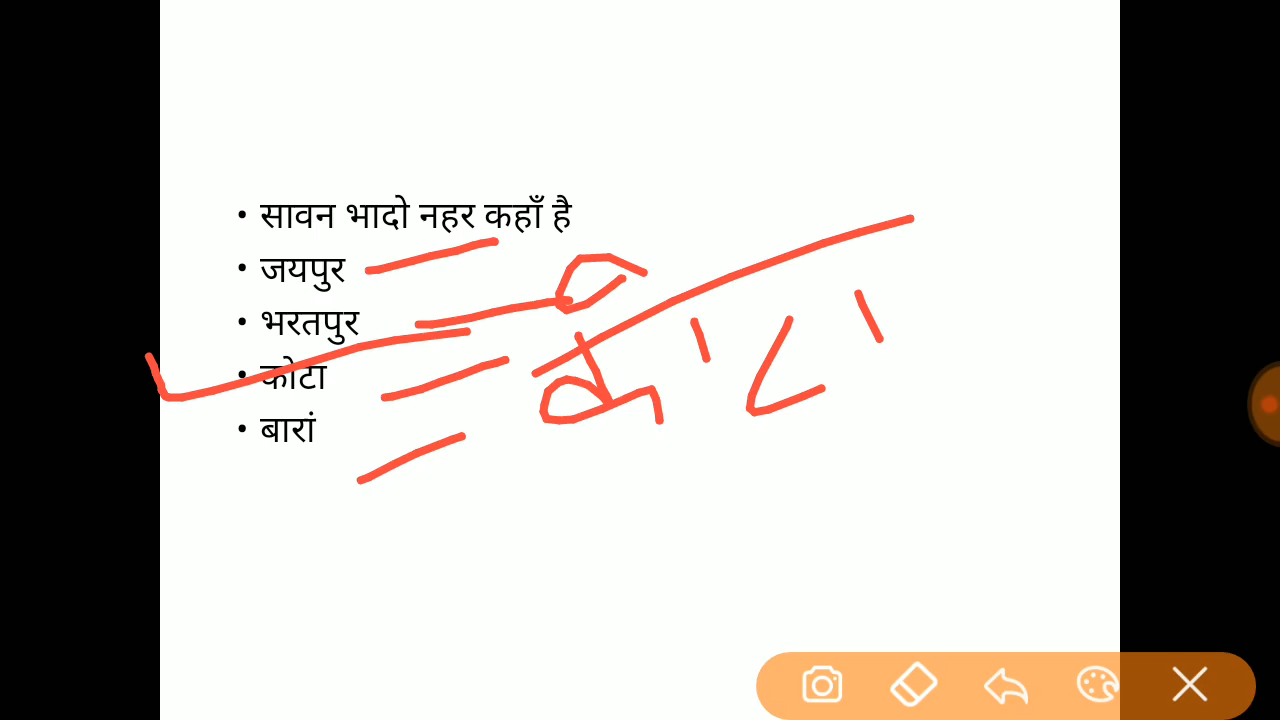 • सावन भादो नहर कहाँ है
• जयपुर
• भरतपुर
• कोटा
• बारां
कोटा